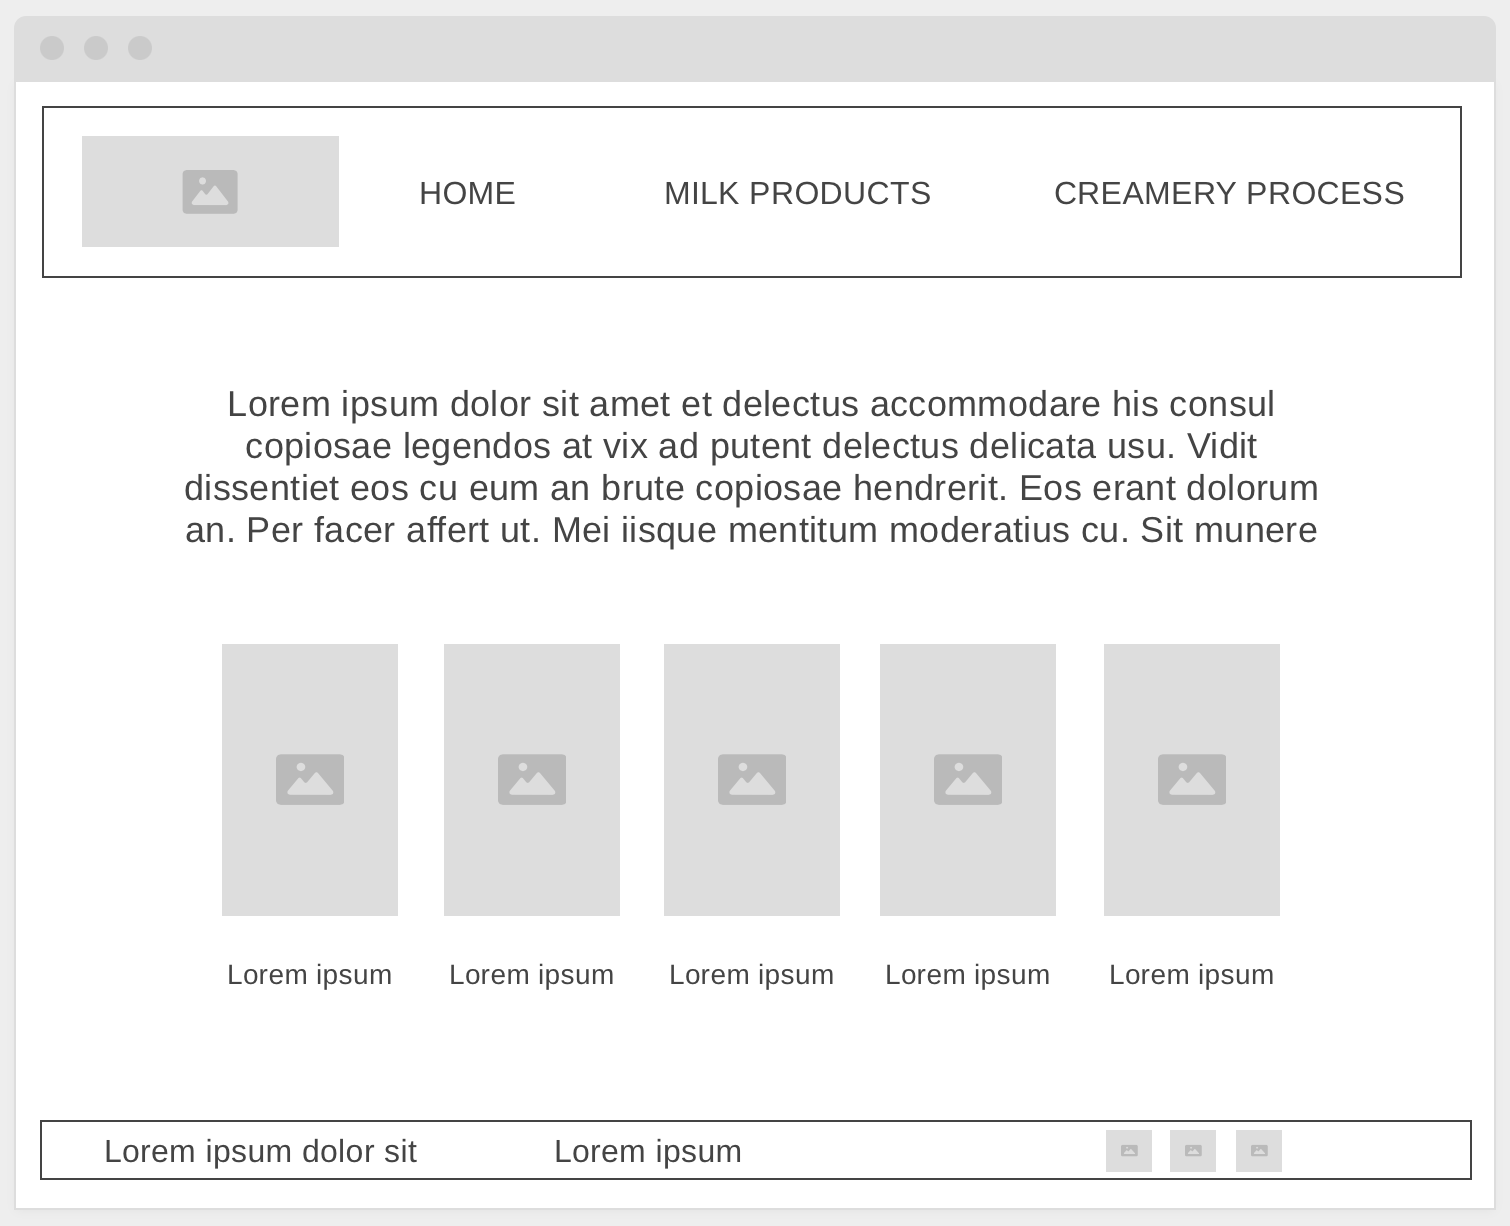 HOME MILK PRODUCTS CREAMERY PROCESS
Lorem ipsum dolor sit amet et delectus accommodare his consul
copiosae legendos at vix ad putent delectus delicata usu. Vidit
dissentiet eos cu eum an brute copiosae hendrerit. Eos erant dolorum
an. Per facer affert ut. Mei iisque mentitum moderatius cu. Sit munere
Lorem ipsum Lorem ipsum Lorem ipsum Lorem ipsum Lorem ipsum
Lorem ipsum dolor sit Lorem ipsum